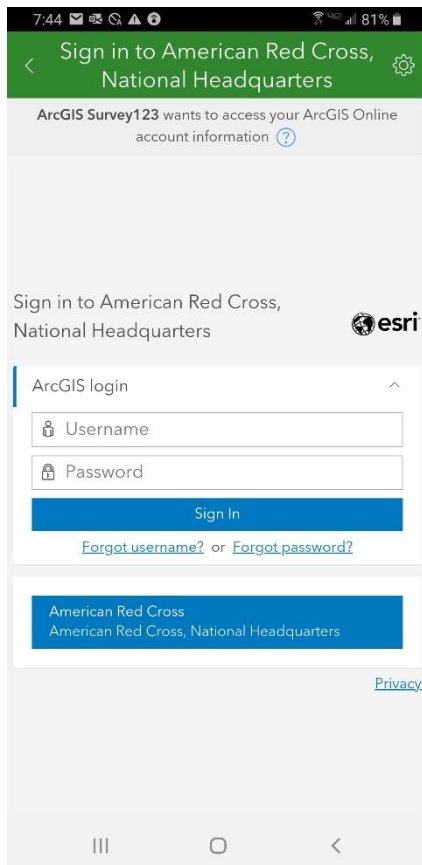 7:44 81%
Sign in to American Red Cross,
National Headquarters
ArcGIS Survey123 wants to access your ArcGIS Online
account information ?
Sign in to American Red Cross,
National Headquarters
esri
ArcGIS login
Username
Password
Sign In
Forgot username? or Forgot password?
American Red Cross
American Red Cross, National Headquarters
Privacy